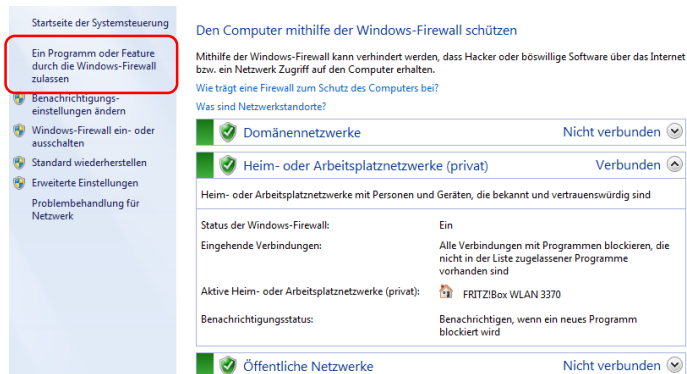 Startseite der Systemsteuerung
Ein Programm oder Feature
durch die Windows-Firewall
zulassen
Benachrichtigungs-
einstellungen ändern
Windows-Firewall ein- oder
ausschalten
Standard wiederherstellen
Erweiterte Einstellungen
Problembehandlung für
Netzwerk
Den Computer mithilfe der Windows-Firewall schützen
Mithilfe der Windows-Firewall kann verhindert werden, dass Hacker oder böswillige Software über das Internet
bzw. ein Netzwerk Zugriff auf den Computer erhalten.
Wie trägt eine Firewall zum Schutz des Computers bei?
Was sind Netzwerkstandorte?
Domänennetzwerke Nicht verbunden
Heim- oder Arbeitsplatznetzwerke (privat) Verbunden
Heim- oder Arbeitsplatznetzwerke mit Personen und Geräten, die bekannt und vertrauenswürdig sind
Status der Windows-Firewall: Ein
Eingehende Verbindungen: Alle Verbindungen mit Programmen blockieren, die
nicht in der Liste zugelassener Programme
vorhanden sind
Aktive Heim- oder Arbeitsplatznetzwerke (privat): FRITZ!Box WLAN 3370
Benachrichtigungsstatus: Benachrichtigen, wenn ein neues Programm
blockiert wird
Öffentliche Netzwerke Nicht verbunden